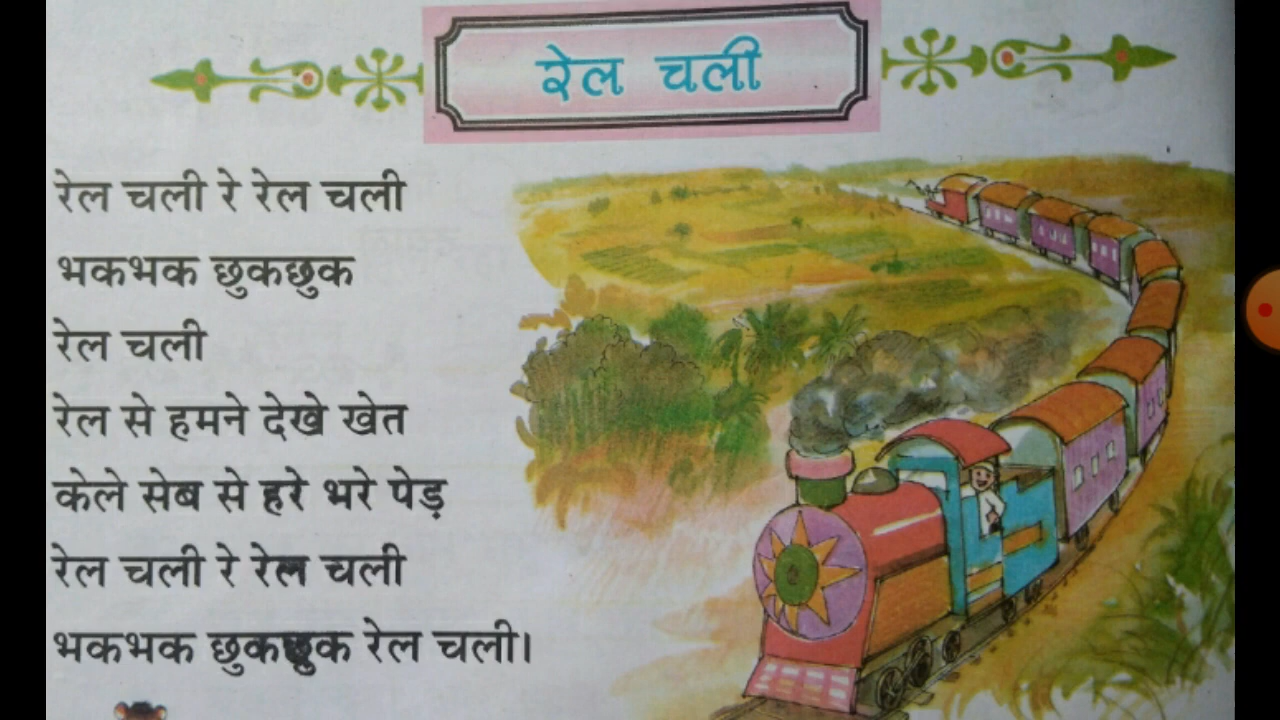 रेल चली
रेल चली रे रेल चली
भकभक छुकछुक
रेल चली
रेल से हमने देखे खेत
केले सेब से हरे भरे पेड़
रेल चली रे रेल चली
भकभक छुकछुक रेल चली।